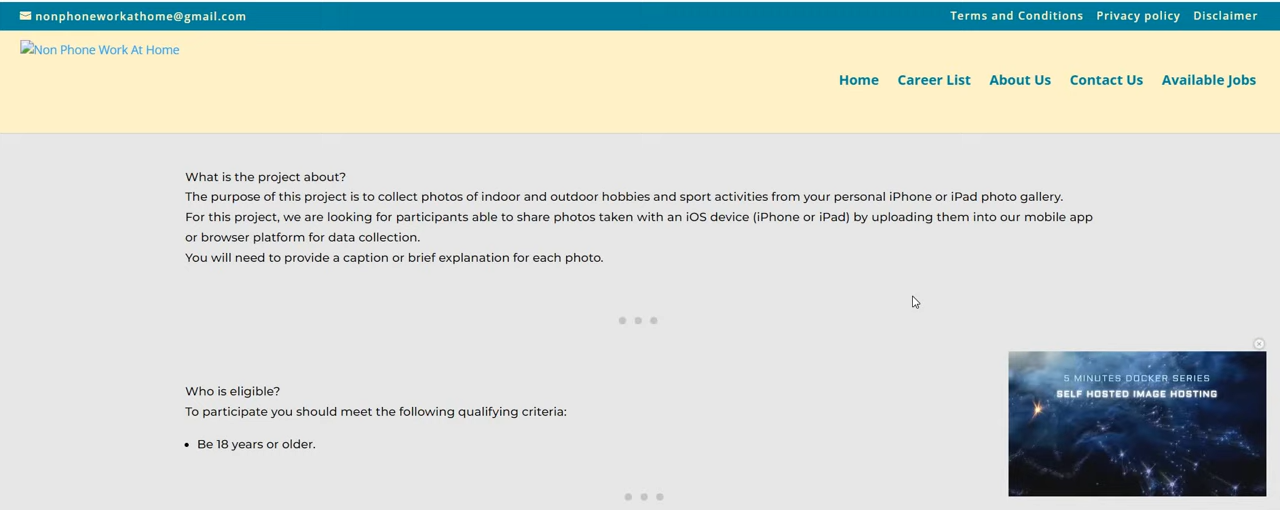 nonphoneworkathome@gmail.com
Terms and Conditions Privacy policy Disclaimer
Non Phone Work At Home
Home Career List About Us Contact Us Available Jobs
What is the project about?
The purpose of this project is to collect photos of indoor and outdoor hobbies and sport activities from your personal iPhone or iPad photo gallery.
For this project, we are looking for participants able to share photos taken with an iOS device (iPhone or iPad) by uploading them into our mobile app
or browser platform for data collection.
You will need to provide a caption or brief explanation for each photo.
Who is eligible?
To participate you should meet the following qualifying criteria:
• Be 18 years or older.
5 MINUTES DOCKER SERIES
SELF HOSTED IMAGE HOSTING